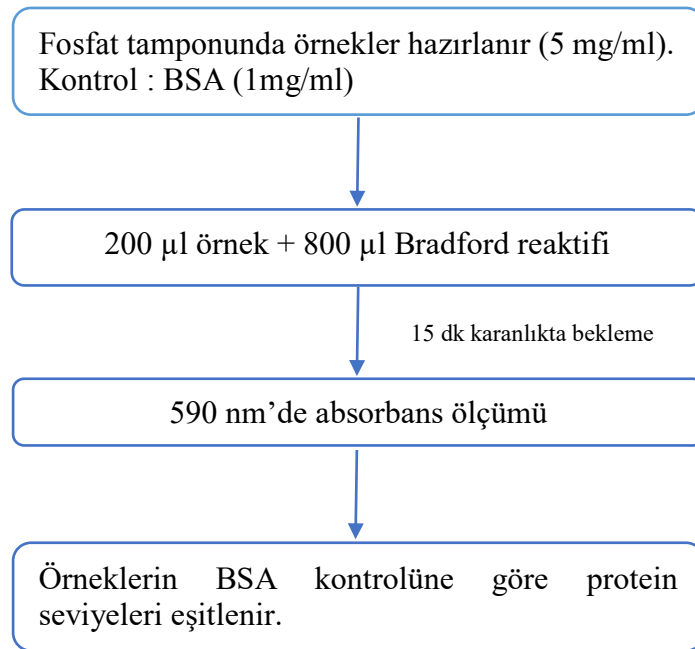 Fosfat tamponunda örnekler hazırlanır (5 mg/ml).
Kontrol : BSA (1mg/ml)
200 µl örnek + 800 µl Bradford reaktifi
15 dk karanlıkta bekleme
590 nm’de absorbans ölçümü
Örneklerin BSA kontrolüne göre protein
seviyeleri eşitlenir.